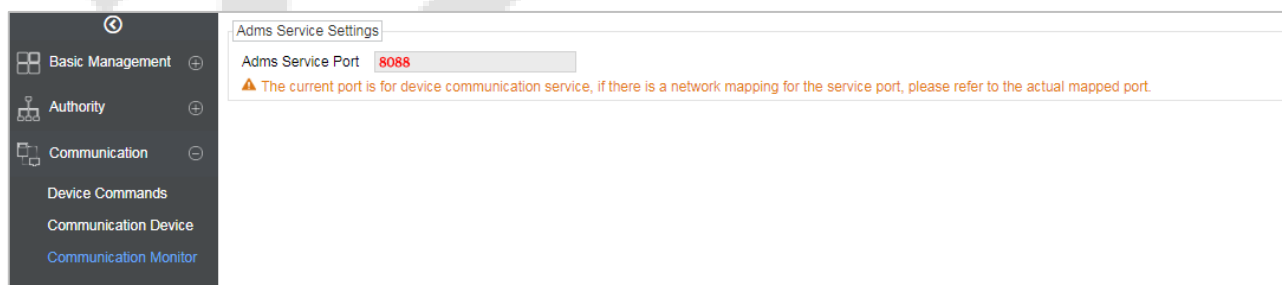 Adms Service Settings
Basic Management
Adms Service Port 8088
The current port is for device communication service, if there is a network mapping for the service port, please refer to the actual mapped port.
Authority
Communication
Device Commands
Communication Device
Communication Monitor